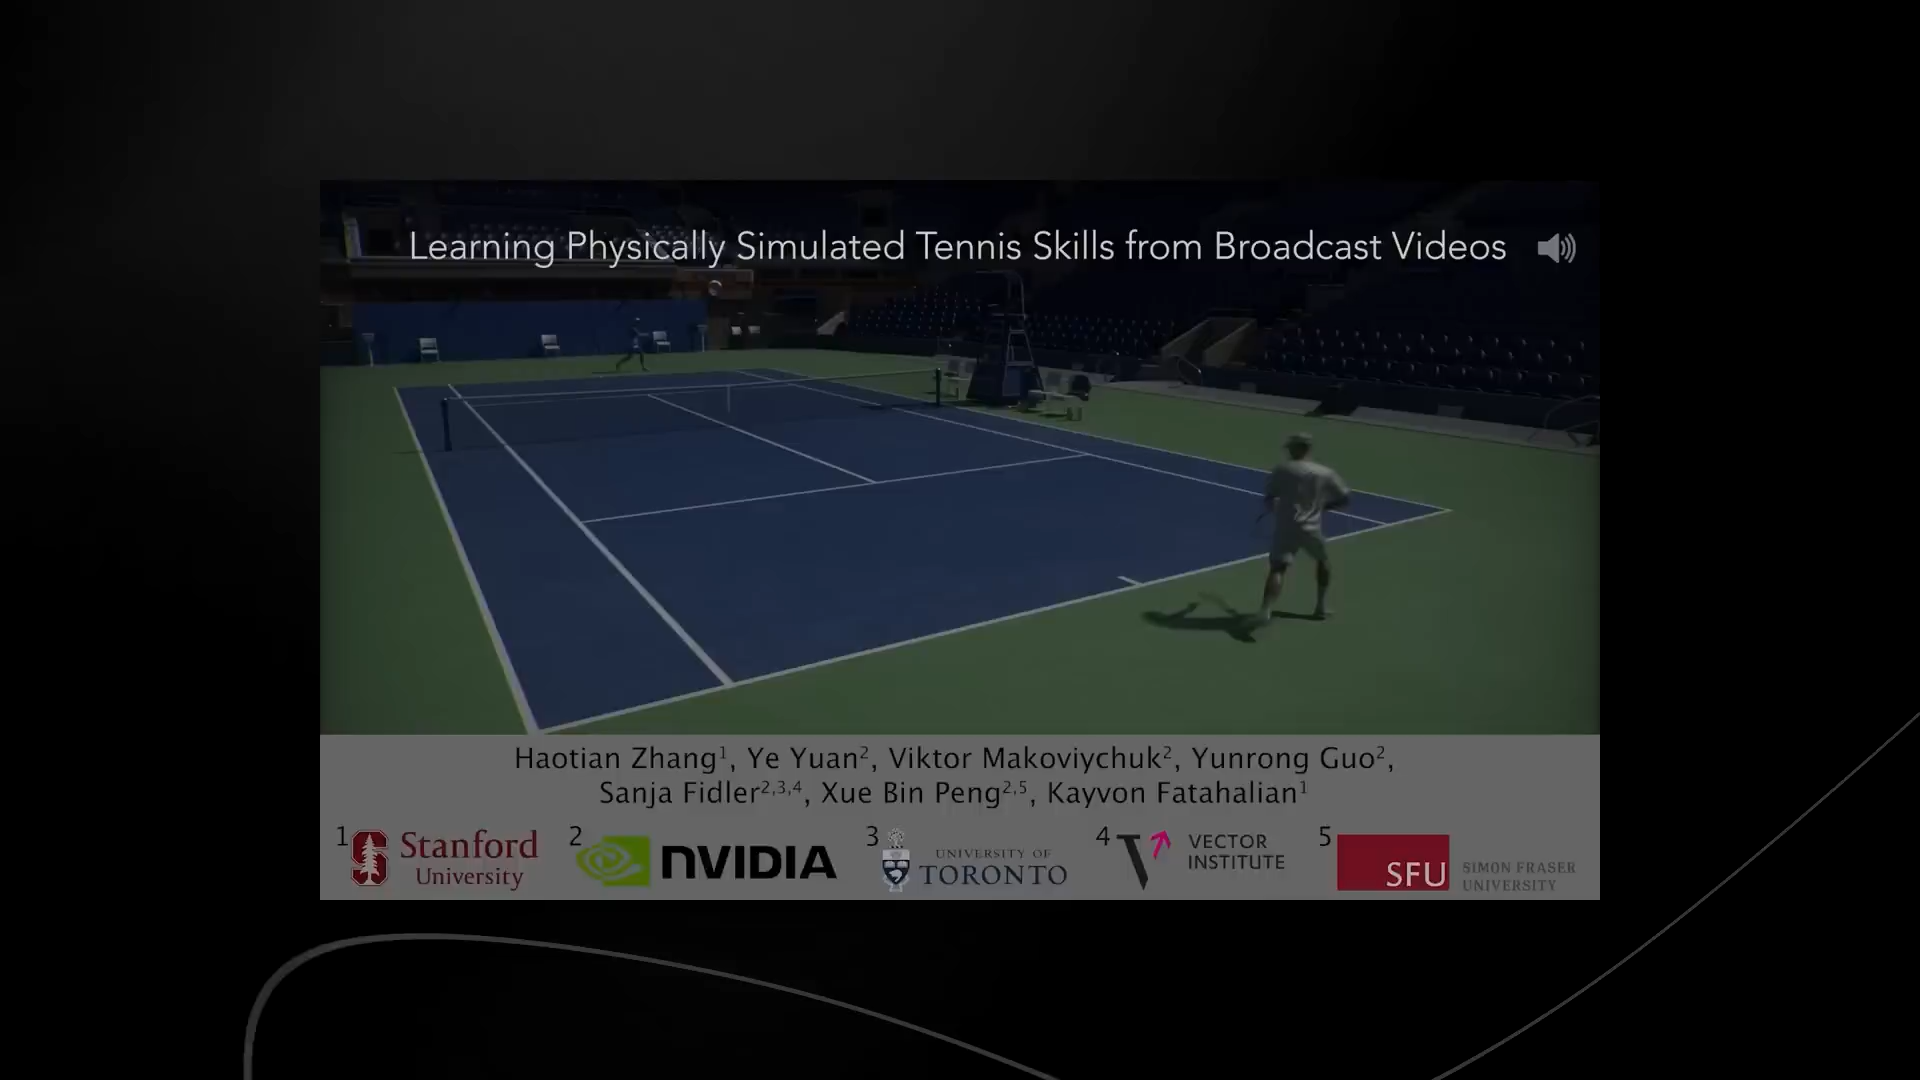 Learning Physically Simulated Tennis Skills from Broadcast Videos
Haotian Zhang¹, Ye Yuan², Viktor Makoviychuk², Yunrong Guo²,
Sanja Fidler²,³,⁴, Xue Bin Peng²,⁵, Kayvon Fatahalian¹
1 Stanford University
2 NVIDIA
3 UNIVERSITY OF TORONTO
4 VECTOR INSTITUTE
5 SFU SIMON FRASER UNIVERSITY